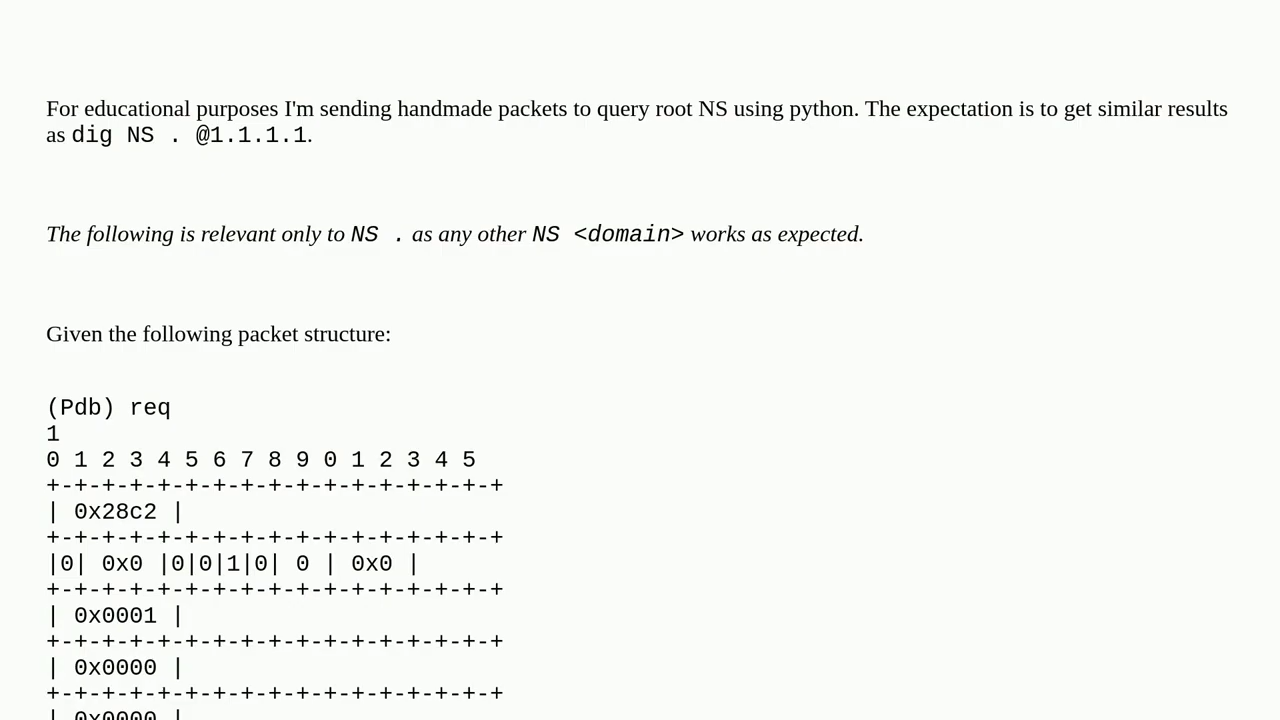 For educational purposes I'm sending handmade packets to query root NS using python. The expectation is to get similar results
as dig NS . @1.1.1.1.
The following is relevant only to NS . as any other NS <domain> works as expected.
Given the following packet structure:
(Pdb) req
1
0 1 2 3 4 5 6 7 8 9 0 1 2 3 4 5
+-+-+-+-+-+-+-+-+-+-+-+-+-+-+-+-+
| 0x28c2 |
+-+-+-+-+-+-+-+-+-+-+-+-+-+-+-+-+
|0| 0x0 |0|0|1|0| 0 | 0x0 |
+-+-+-+-+-+-+-+-+-+-+-+-+-+-+-+-+
| 0x0001 |
+-+-+-+-+-+-+-+-+-+-+-+-+-+-+-+-+
| 0x0000 |
+-+-+-+-+-+-+-+-+-+-+-+-+-+-+-+-+
| 0x0000 |